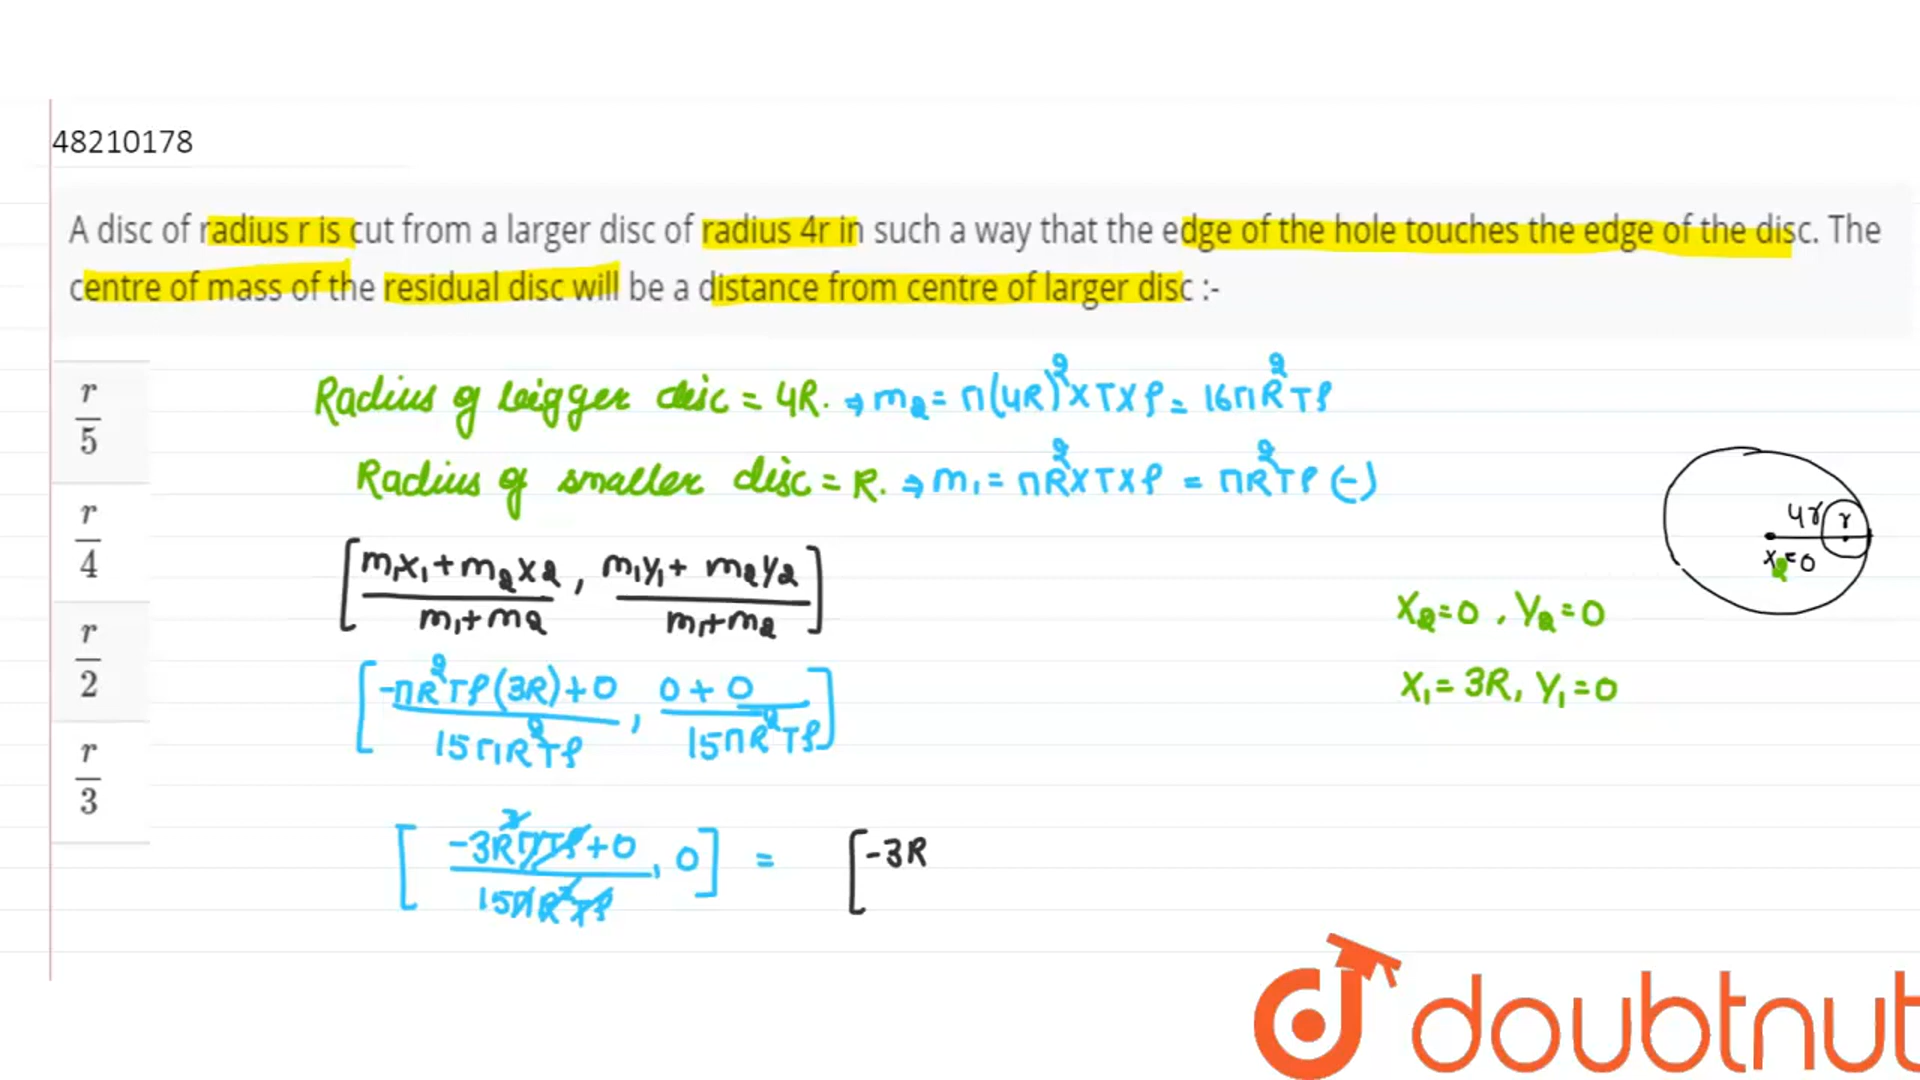 48210178
A disc of radius r is cut from a larger disc of radius 4r in such a way that the edge of the hole touches the edge of the disc. The
centre of mass of the residual disc will be a distance from centre of larger disc :-
r/5
r/4
r/2
r/3
Radius of bigger disc = 4R. → m₂ = π(4R)²×T×ρ = 16πR²Tρ
Radius of smaller disc = R. → m₁ = πR²×T×ρ = πR²Tρ (-)
[(m₁x₁+m₂x₂)/(m₁+m₂), (m₁y₁+m₂y₂)/(m₁+m₂)]
[(-πR²Tρ(3R)+0)/(15πR²Tρ), (0+0)/(15πR²Tρ)]
[(-3R³πTρ+0)/(15πR²Tρ), 0] = [-3R
4r r
x₂=0
x₂=0, y₂=0
x₁=3R, y₁=0
doubtnut